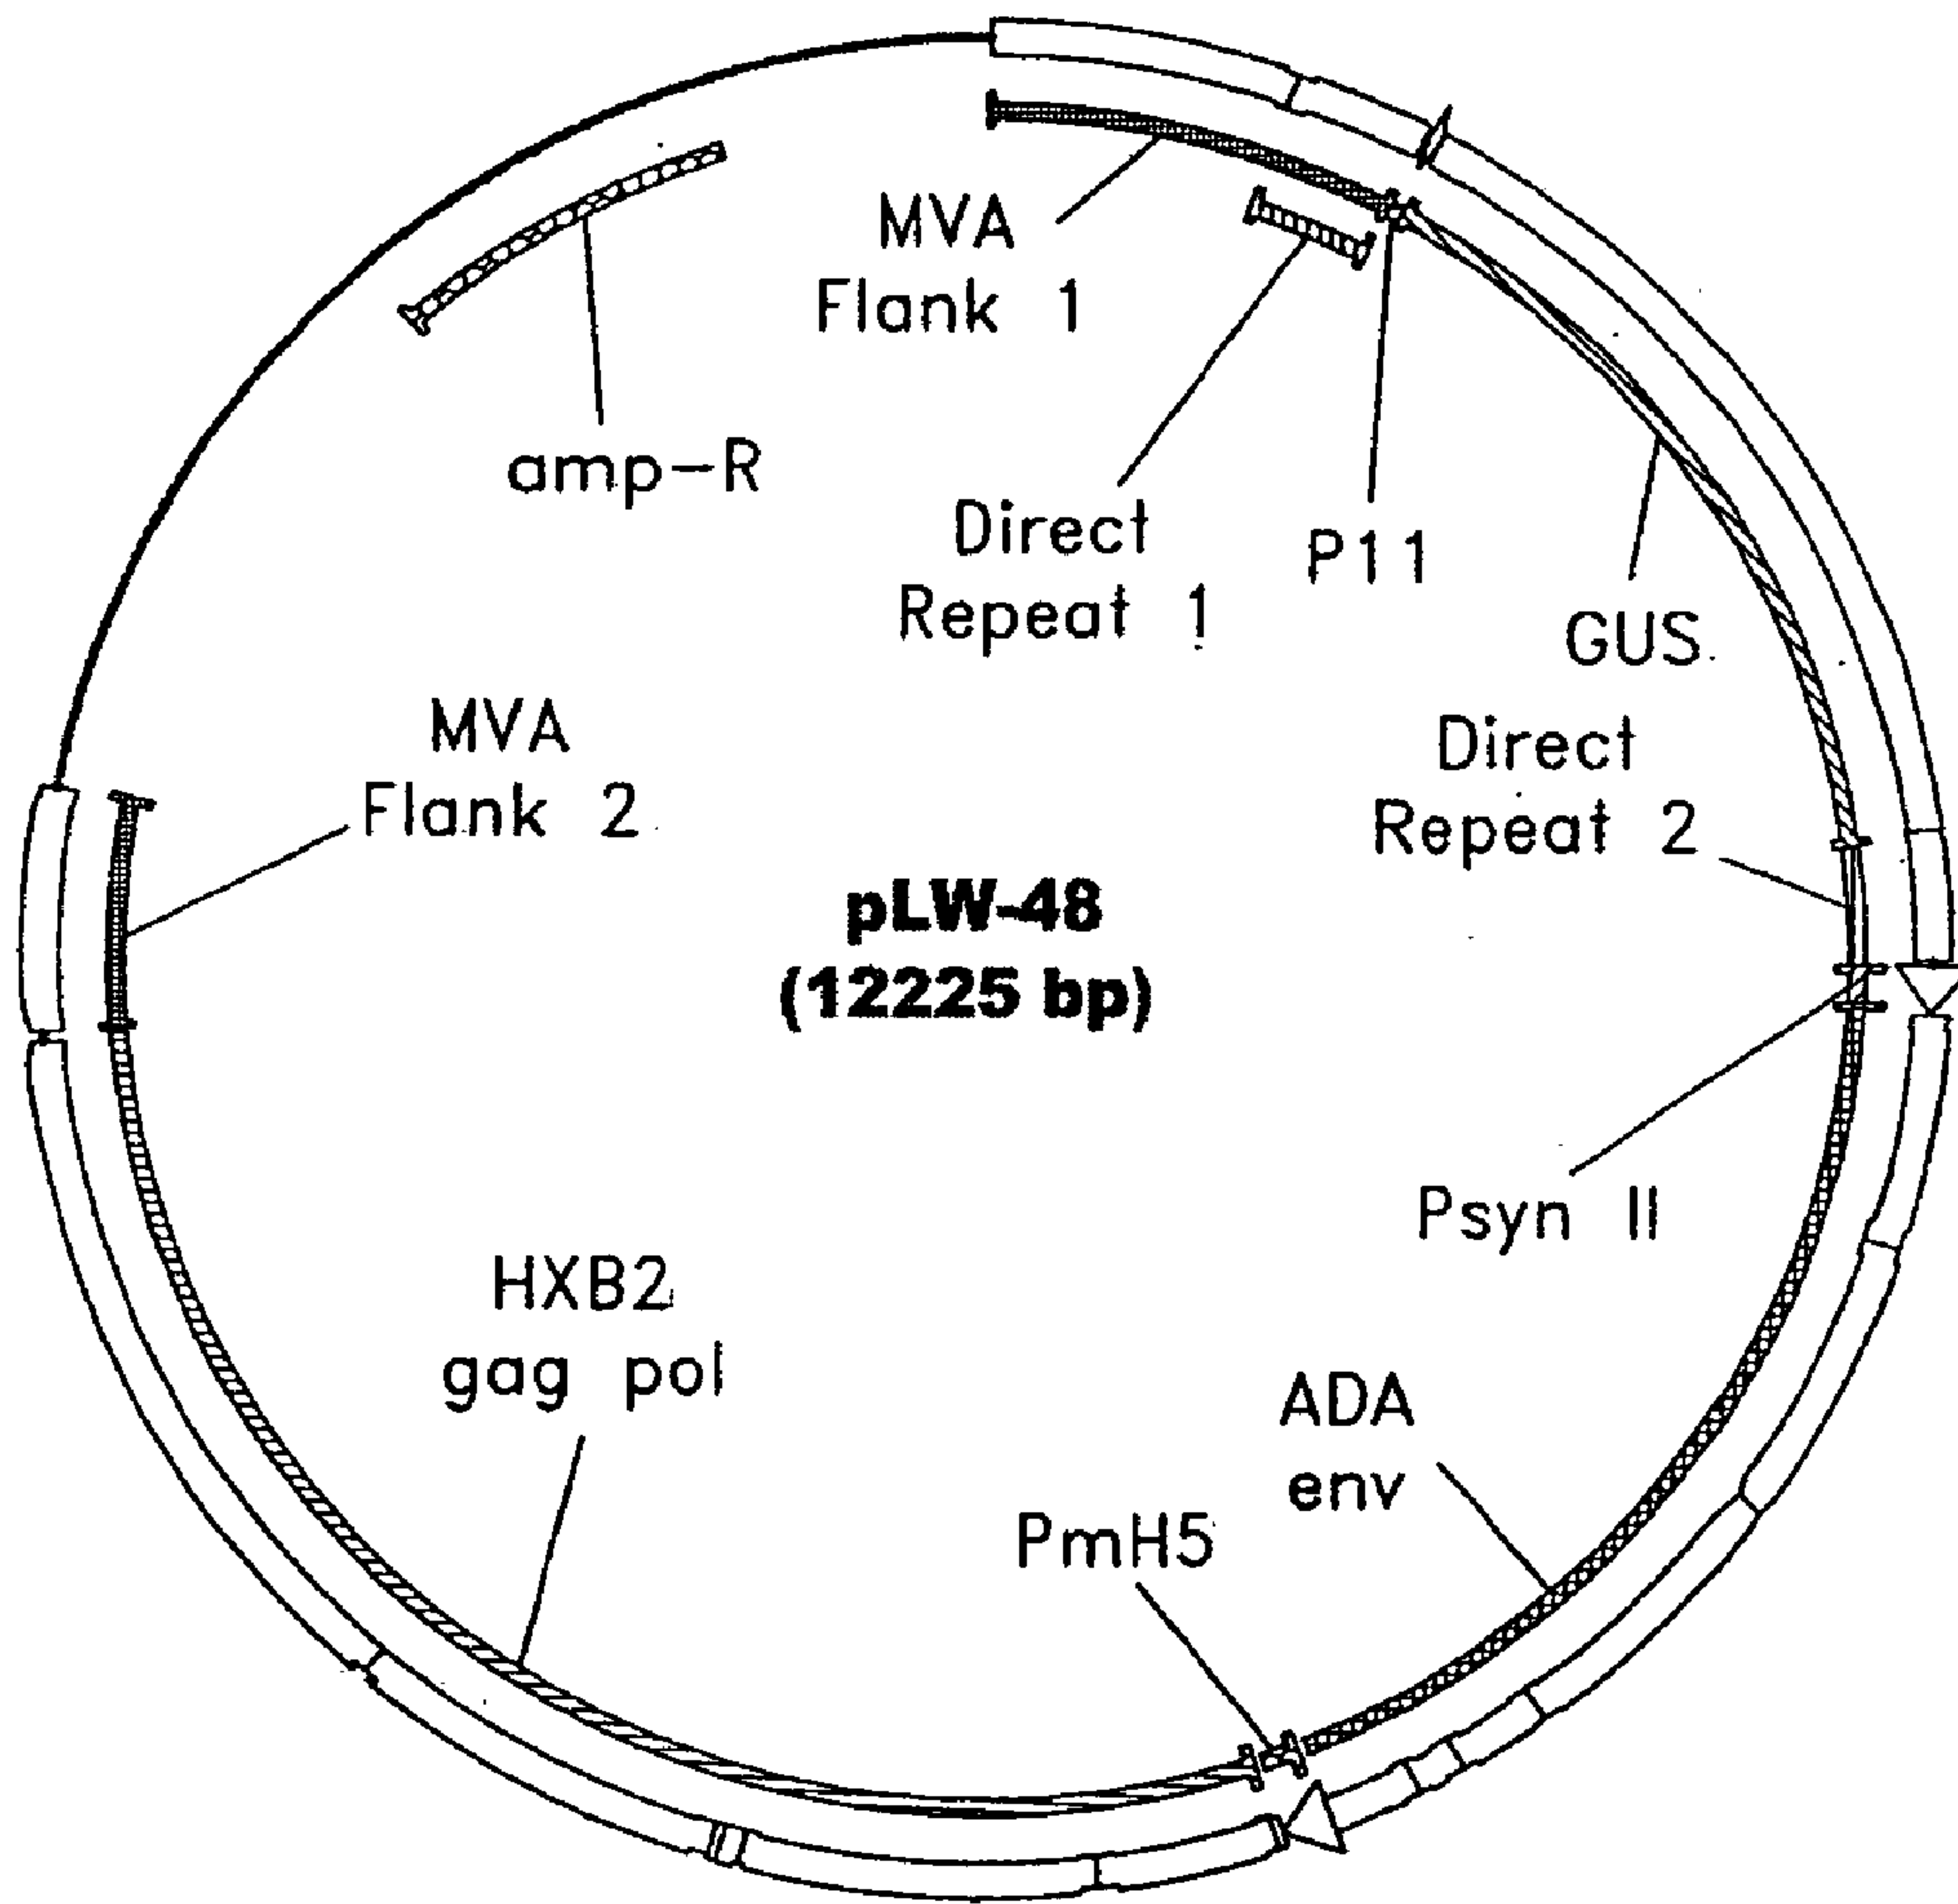 MVA
Flank 1
amp-R
Direct
Repeat 1
P11
GUS
MVA
Flank 2
Direct
Repeat 2
pLW-48
(12225 bp)
Psyn II
HXB2
gag pol
ADA
env
PmH5